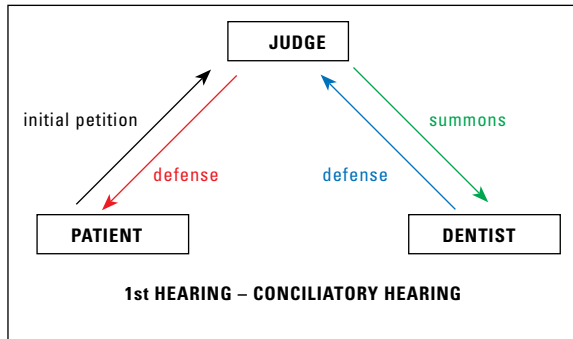 JUDGE
initial petition
summons
defense
defense
PATIENT
DENTIST
1st HEARING – CONCILIATORY HEARING